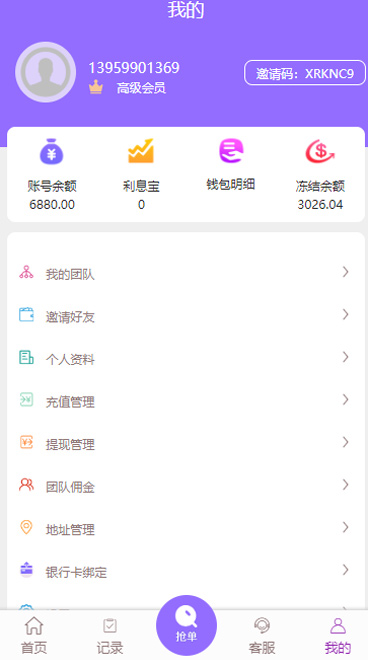 我的
13959901369
高级会员
邀请码：XRKNC9
账号余额 利息宝 钱包明细 冻结余额
6880.00 0 3026.04
我的团队
邀请好友
个人资料
充值管理
提现管理
团队佣金
地址管理
银行卡绑定
抢单
首页 记录 客服 我的